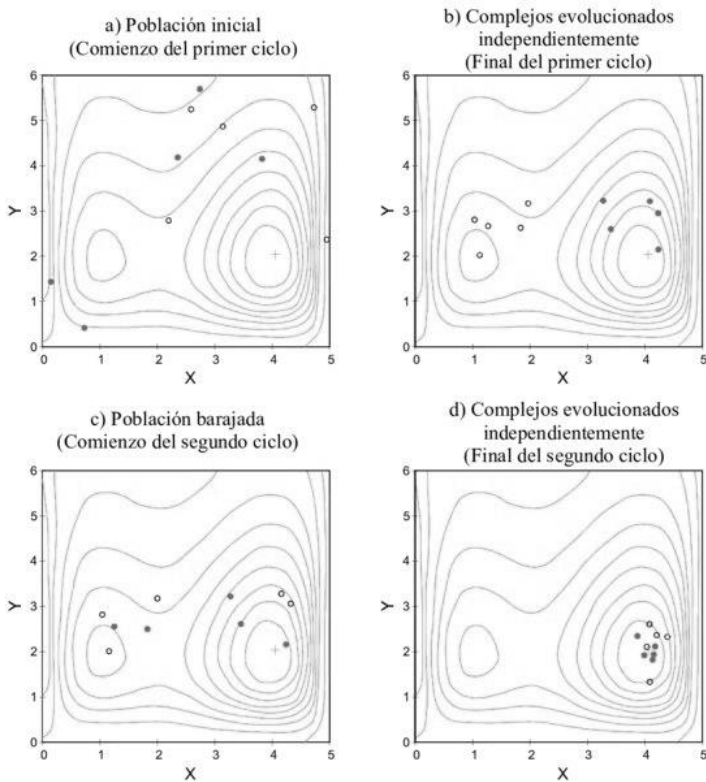 a) Población inicial
(Comienzo del primer ciclo)
b) Complejos evolucionados
independientemente
(Final del primer ciclo)
6
5
4
3
2
1
0
Y
0
1
2
3
4
5
X
6
5
4
3
2
1
0
Y
0
1
2
3
4
5
X
c) Población barajada
(Comienzo del segundo ciclo)
d) Complejos evolucionados
independientemente
(Final del segundo ciclo)
6
5
4
3
2
1
0
Y
0
1
2
3
4
5
X
6
5
4
3
2
1
0
Y
0
1
2
3
4
5
X